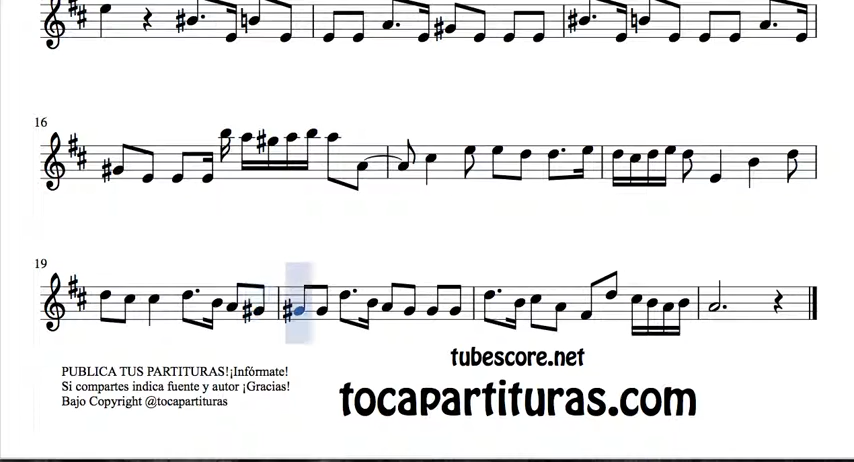 16
19
tubescore.net
PUBLICA TUS PARTITURAS!¡Infórmate!
Si compartes indica fuente y autor ¡Gracias!
Bajo Copyright @tocapartituras
tocapartituras.com